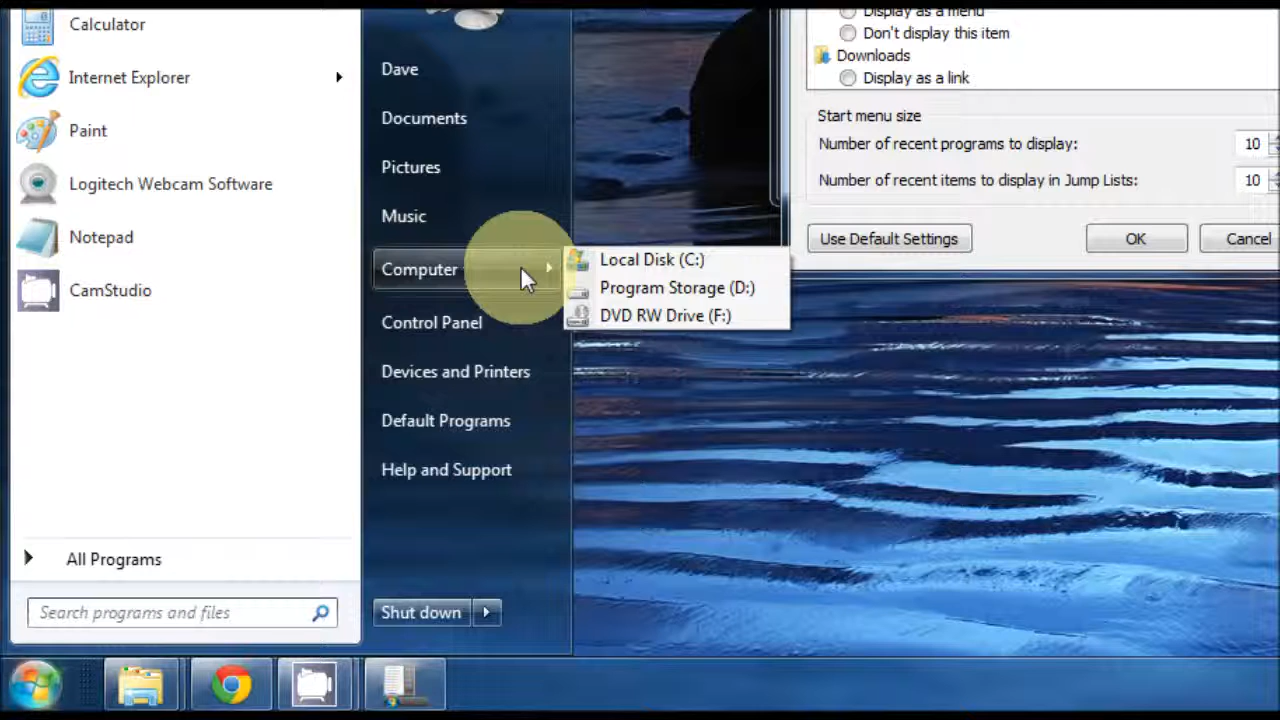 Calculator
Internet Explorer
Paint
Logitech Webcam Software
Notepad
CamStudio
All Programs
Search programs and files
Dave
Documents
Pictures
Music
Computer
Control Panel
Devices and Printers
Default Programs
Help and Support
Shut down
Local Disk (C:)
Program Storage (D:)
DVD RW Drive (F:)
Display as a menu
Don't display this item
Downloads
Display as a link
Start menu size
Number of recent programs to display: 10
Number of recent items to display in Jump Lists: 10
Use Default Settings
OK
Cancel